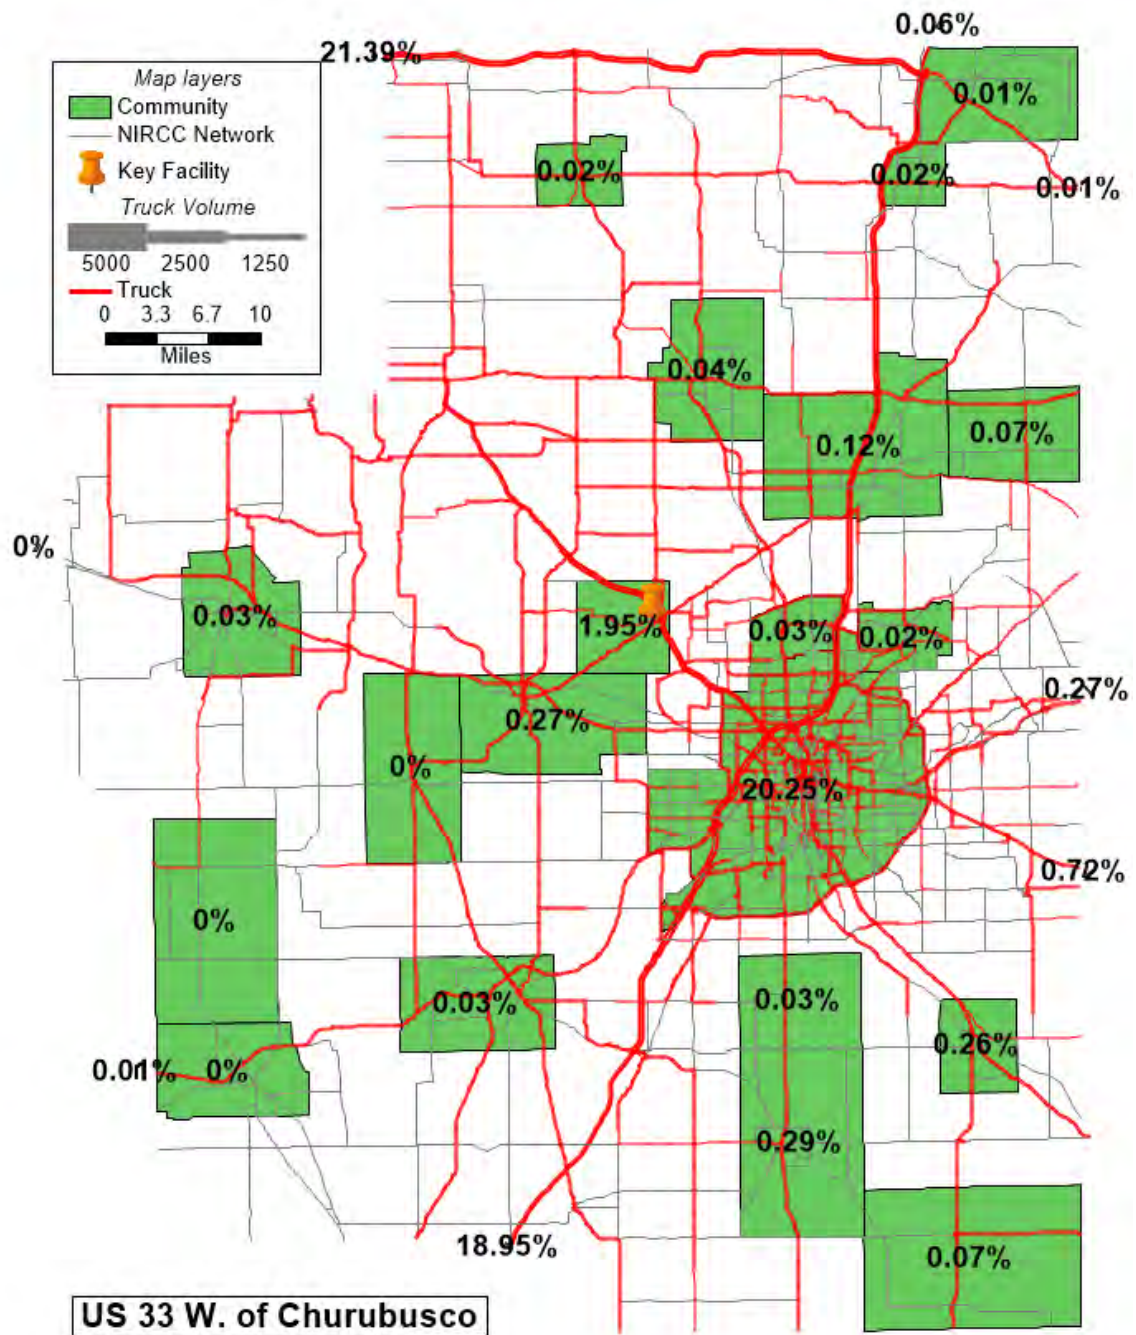 0.06%
21.39%
Map layers
Community
NIRCC Network
Key Facility
Truck Volume
5000 2500 1250
Truck
0 3.3 6.7 10
Miles
0.01%
0.02%
0.02%
0.01%
0.04%
0.12%
0.07%
0%
0.03%
1.95%
0.03%
0.02%
0.27%
0.27%
0%
20.25%
0.72%
0%
0.03%
0.03%
0.26%
0.01%
0%
0.29%
18.95%
0.07%
US 33 W. of Churubusco